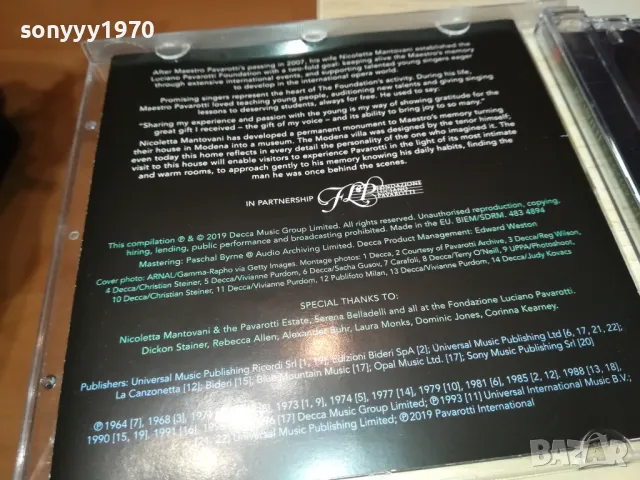 sonyyy1970
After Maestro Pavarotti's passing in 2007, his wife Nicoletta Mantovani established the
Luciano Pavarotti Foundation with a two-fold goal: keeping alive the Maestro's memory
through extensive international events, and supporting talented young singers eager
to develop in the international opera world.
Promising singers represent the heart of The Foundation's activity. During his life,
Maestro Pavarotti loved teaching young people, auditioning new talents and giving singing
lessons to deserving students, always for free. He used to say:
"Sharing my experience and passion with the young is my way of showing gratitude for the
great gift I received – the gift of my voice – and its ability to bring joy to so many."
Nicoletta Mantovani has developed a permanent monument to Maestro's memory turning
their house in Modena into a museum. The Modena villa was designed by the tenor himself;
even today this home reflects in every detail the personality of the one who imagined it. The
visit to this house will enable visitors to experience Pavarotti in the light of its most intimate
and warm rooms, to approach gently to his memory knowing his daily habits, finding the
man he was once behind the scenes.
IN PARTNERSHIP
FLP FONDAZIONE
LUCIANO
PAVAROTTI
This compilation ℗ & © 2019 Decca Music Group Limited. All rights reserved. Unauthorised reproduction, copying,
hiring, lending, public performance and broadcasting prohibited. Made in the EU. BIEM/SDRM. 483 4894
Mastering: Paschal Byrne @ Audio Archiving Limited. Decca Product Management: Edward Weston
Cover photo: ARNAL/Gamma-Rapho via Getty Images. Montage photos: 1 Decca, 2 Courtesy of Pavarotti Archive, 3 Decca/Reg Wilson,
4 Decca/Christian Steiner, 5 Decca/Vivianne Purdom, 6 Decca/Sacha Gusov, 7 Carafoli, 8 Decca/Terry O'Neill, 9 UPPA/Photoshoot,
10 Decca/Christian Steiner, 11 Decca/Vivianne Purdom, 12 Publifoto Milan, 13 Decca/Vivianne Purdom, 14 Decca/Judy Kovacs
SPECIAL THANKS TO:
Nicoletta Mantovani & the Pavarotti Estate, Serena Belladelli and all at the Fondazione Luciano Pavarotti.
Dickon Stainer, Rebecca Allen, Alexander Buhr, Laura Monks, Dominic Jones, Corinna Kearney.
Publishers: Universal Music Publishing Ricordi Srl [1, 19]; Edizioni Bideri SpA [2]; Universal Music Publishing Ltd [6, 17, 21, 22];
La Canzonetta [12]; Bideri [15]; Blue Mountain Music [17]; Opal Music Ltd. [17]; Sony Music Publishing Srl [20]
℗ 1964 [7], 1968 [3], 1979 [9], 1973 [1, 9], 1974 [5], 1977 [14], 1979 [10], 1981 [6], 1985 [2, 12], 1988 [13, 18],
1990 [15, 19], 1991 [16], [17] Decca Music Group Limited; ℗1993 [11] Universal International Music B.V.;
[21, 22] Universal Music Publishing Limited; ℗2019 Pavarotti International
BAZAR